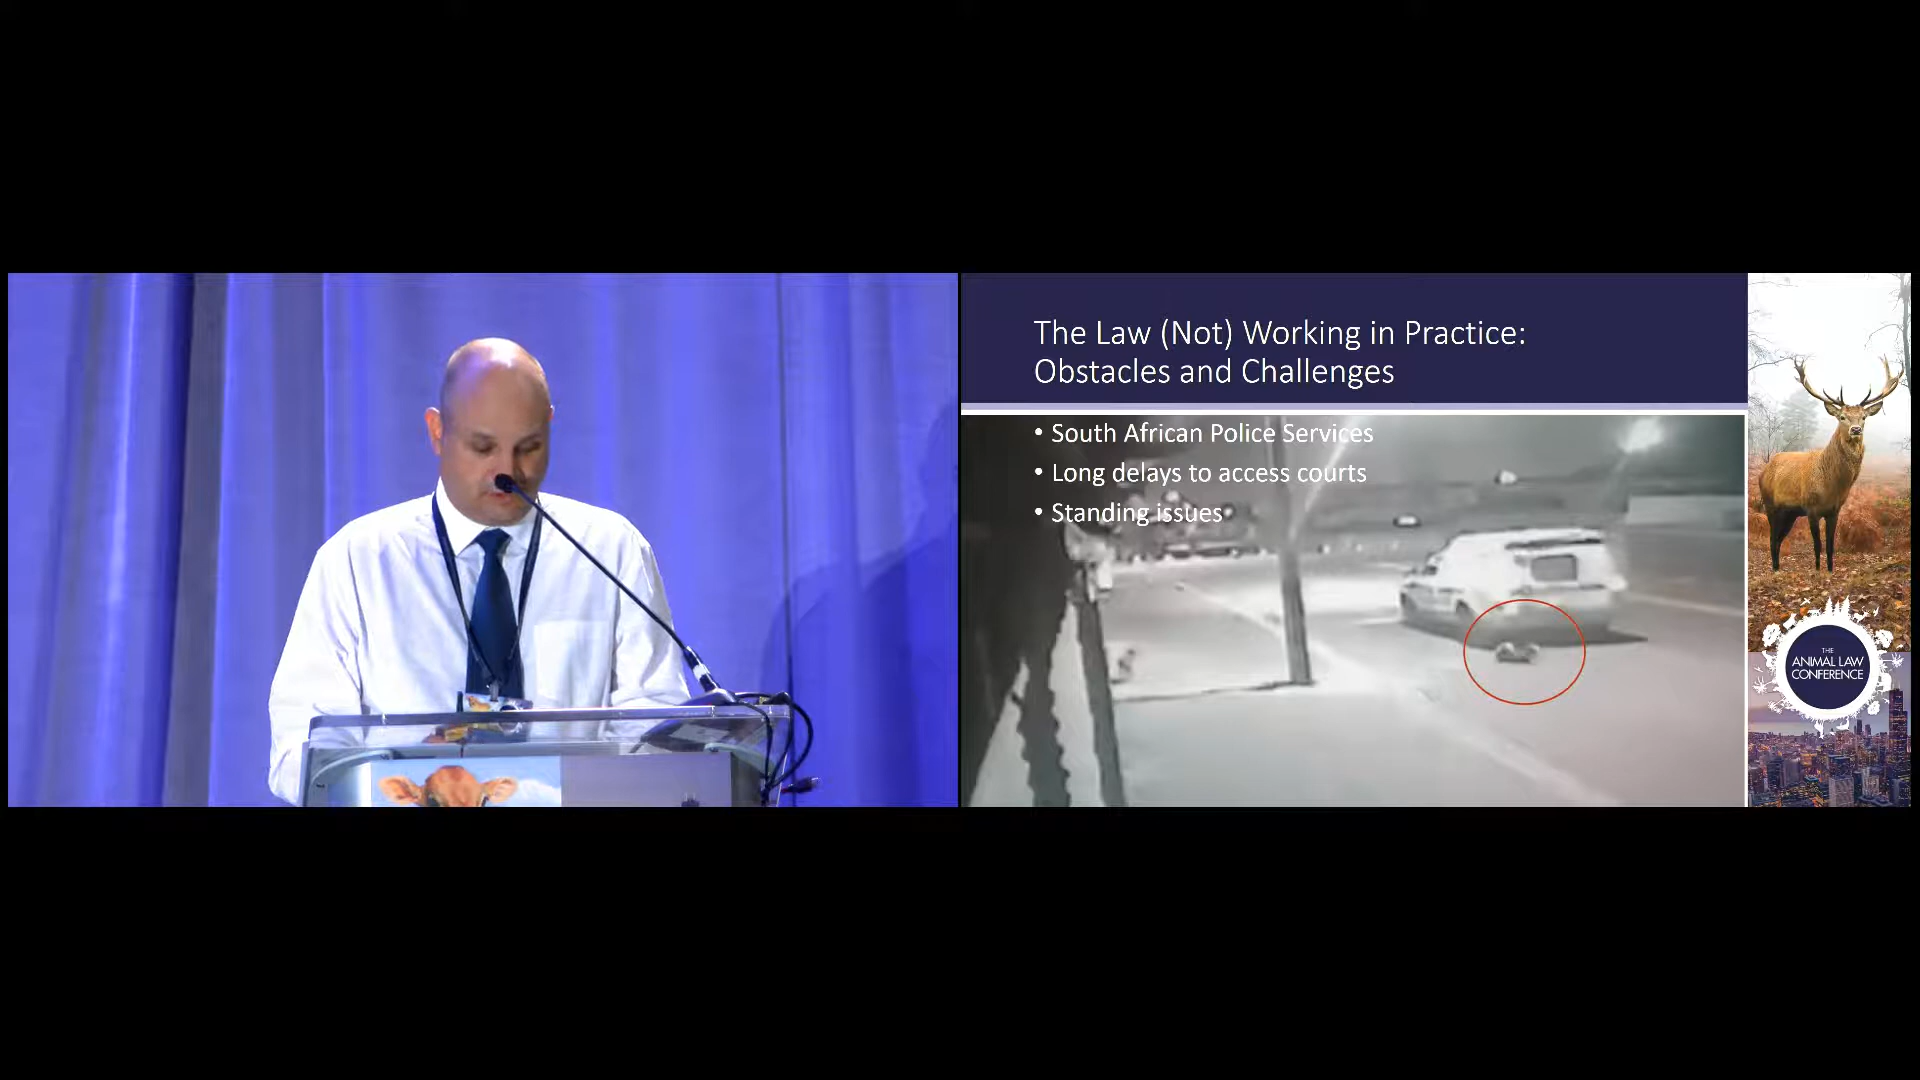 The Law (Not) Working in Practice:
Obstacles and Challenges
• South African Police Services
• Long delays to access courts
• Standing issues
THE
ANIMAL LAW
CONFERENCE